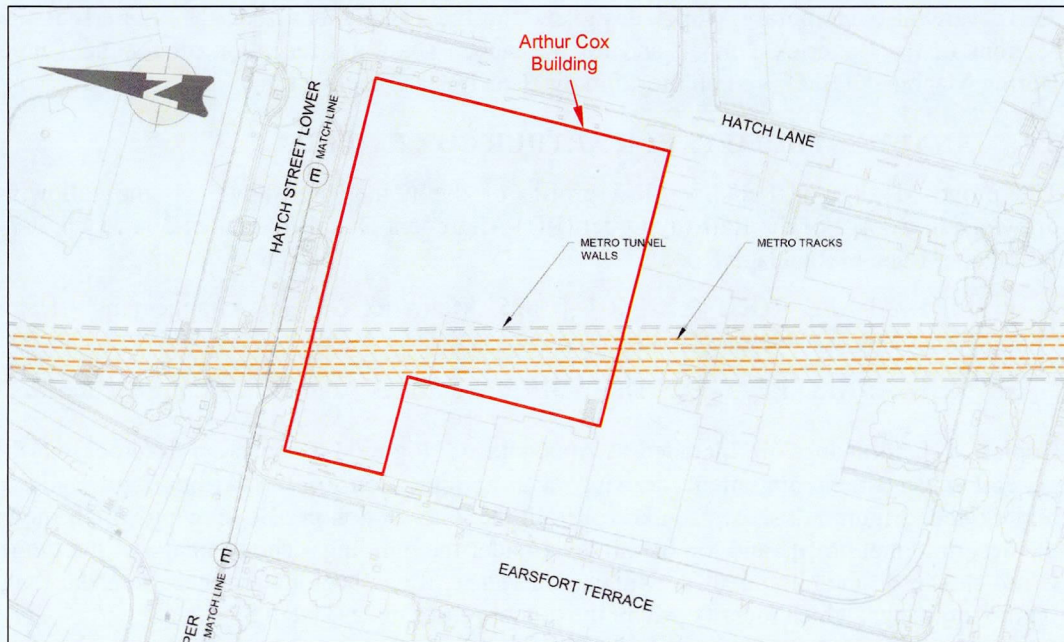 Arthur Cox
Building
N
HATCH STREET LOWER
MATCH LINE
E
HATCH LANE
METRO TUNNEL
WALLS
METRO TRACKS
E
MATCH LINE
PER
EARSFORT TERRACE